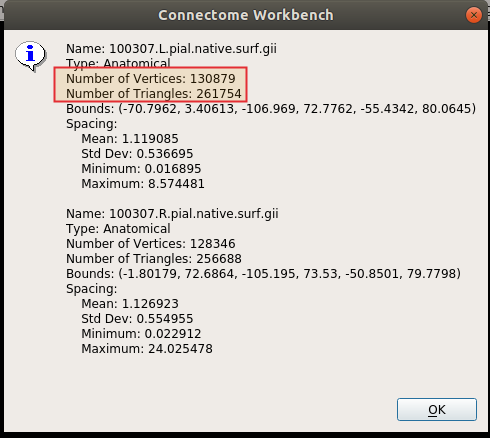 Connectome Workbench
Name: 100307.L.pial.native.surf.gii
Type: Anatomical
Number of Vertices: 130879
Number of Triangles: 261754
Bounds: (-70.7962, 3.40613, -106.969, 72.7762, -55.4342, 80.0645)
Spacing:
Mean: 1.119085
Std Dev: 0.536695
Minimum: 0.016895
Maximum: 8.574481
Name: 100307.R.pial.native.surf.gii
Type: Anatomical
Number of Vertices: 128346
Number of Triangles: 256688
Bounds: (-1.80179, 72.6864, -105.195, 73.53, -50.8501, 79.7798)
Spacing:
Mean: 1.126923
Std Dev: 0.554955
Minimum: 0.022912
Maximum: 24.025478
OK